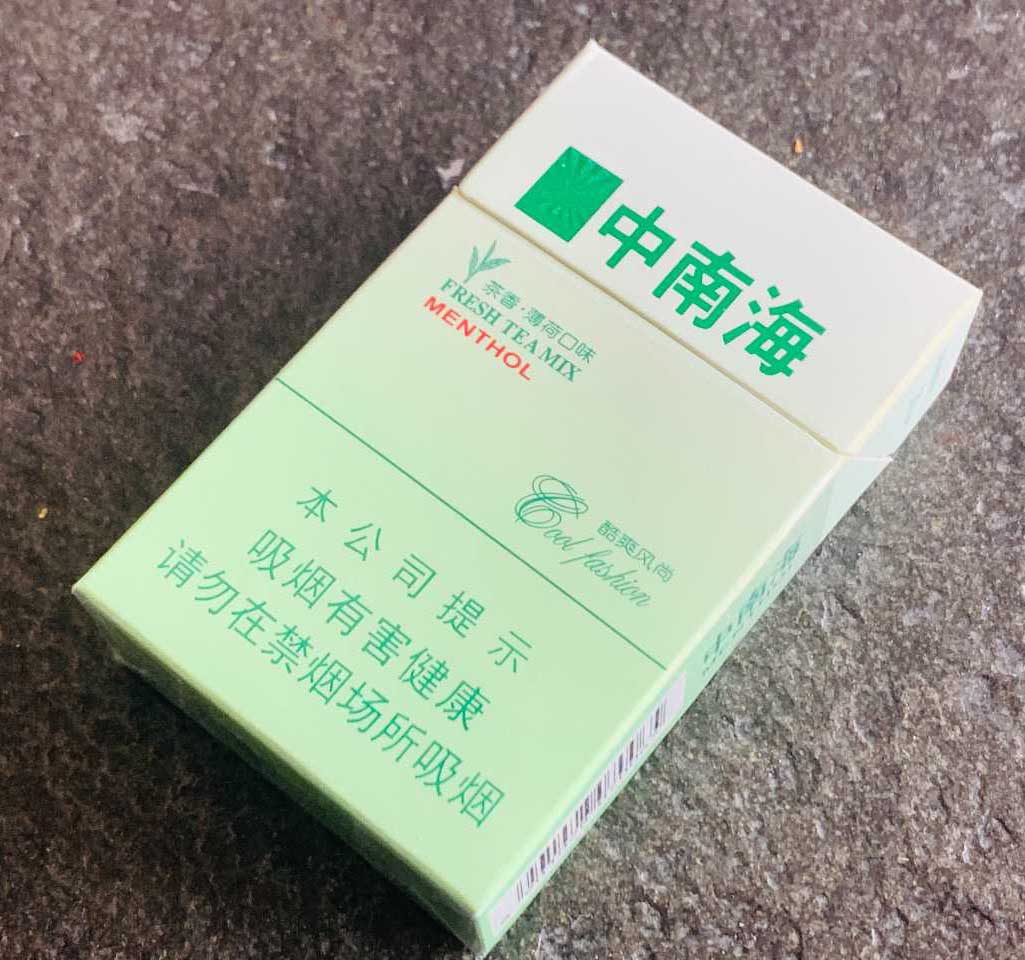 中南海
茶香·薄荷口味
FRESH TEA MIX
MENTHOL
酷爽风尚
Cool fashion
本公司提示
吸烟有害健康
请勿在禁烟场所吸烟